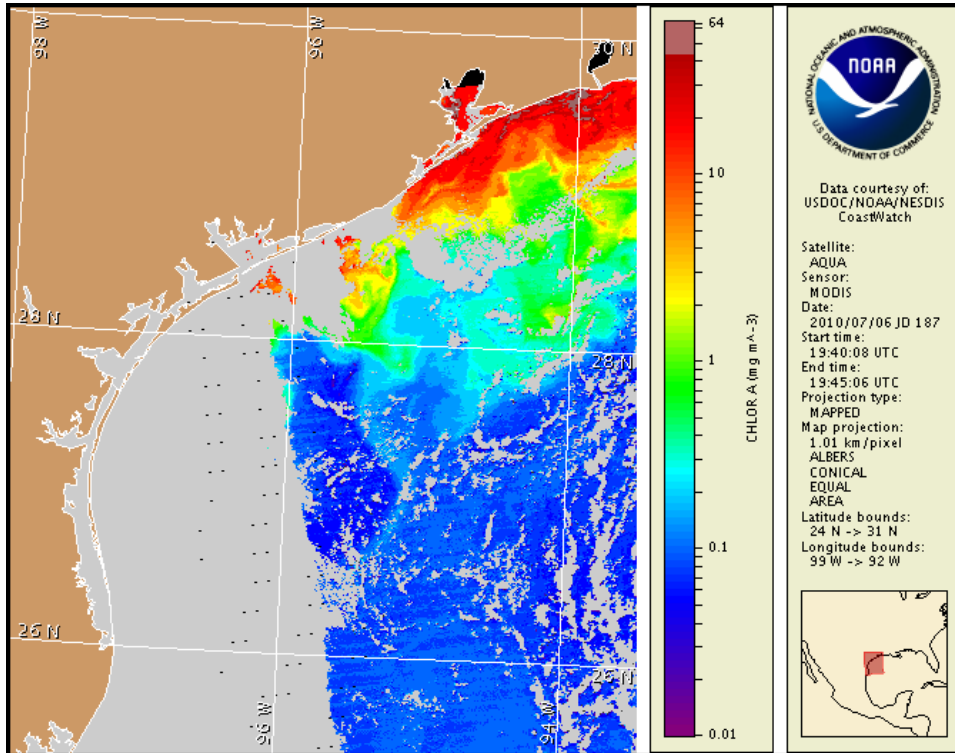 98 W
96 W
30 N
28 N
28 N
26 N
26 N
96 W
94 W
64
10
1
0.1
0.01
CHLOR A (mg m^-3)
NATIONAL OCEANIC AND ATMOSPHERIC ADMINISTRATION
NOAA
U.S. DEPARTMENT OF COMMERCE
Data courtesy of:
USDOC/NOAA/NESDIS
CoastWatch
Satellite:
AQUA
Sensor:
MODIS
Date:
2010/07/06 JD 187
Start time:
19:40:08 UTC
End time:
19:45:06 UTC
Projection type:
MAPPED
Map projection:
1.01 km/pixel
ALBERS
CONICAL
EQUAL
AREA
Latitude bounds:
24 N -> 31 N
Longitude bounds:
99 W -> 92 W